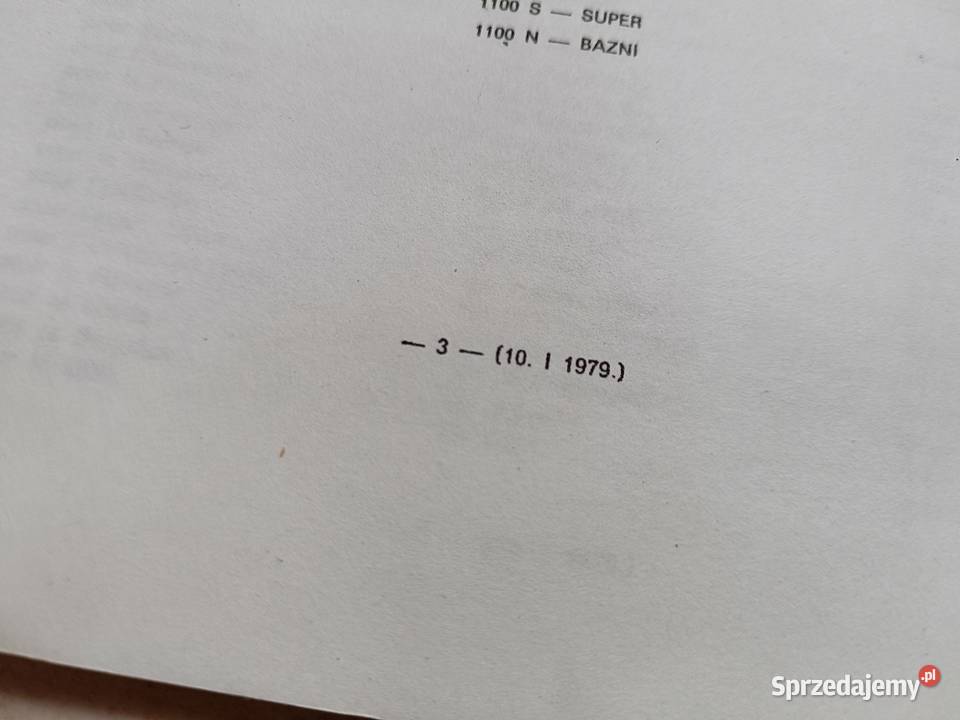 1100 S — SUPER
1100 N — BAZNI
— 3 — (10. I 1979.)
Sprzedajemy.pl